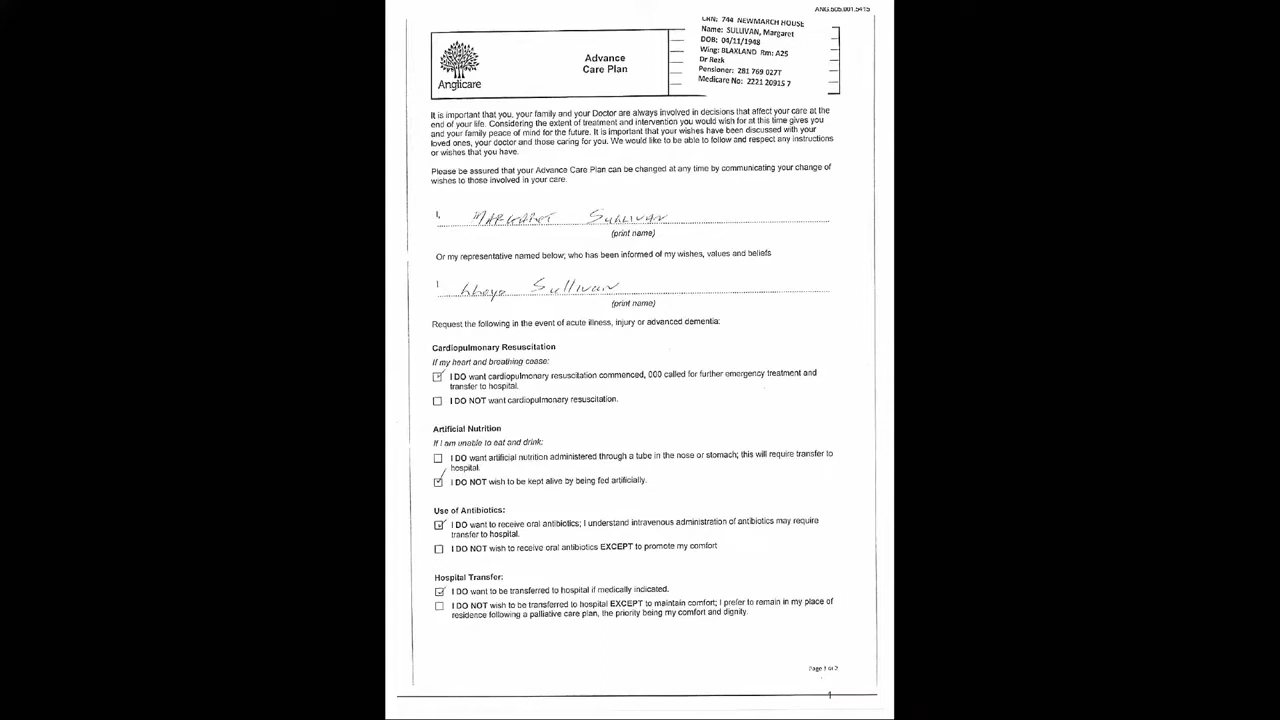 ANG.505.001.5415
LRN: 744 NEWMARCH HOUSE
Name: SULLIVAN, Margaret
DOB: 04/11/1948
Wing: BLAXLAND Rm: A25
Dr Rezk
Pensioner: 281 769 027T
Medicare No: 2221 20915 7
Anglicare
Advance
Care Plan
It is important that you, your family and your Doctor are always involved in decisions that affect your care at the
end of your life. Considering the extent of treatment and intervention you would wish for at this time gives you
and your family peace of mind for the future. It is important that your wishes have been discussed with your
loved ones, your doctor and those caring for you. We would like to be able to follow and respect any instructions
or wishes that you have.
Please be assured that your Advance Care Plan can be changed at any time by communicating your change of
wishes to those involved in your care.
I, MARGARET SULLIVAN
(print name)
Or my representative named below; who has been informed of my wishes, values and beliefs
I Sullivan
(print name)
Request the following in the event of acute illness, injury or advanced dementia:
Cardiopulmonary Resuscitation
If my heart and breathing cease:
I DO want cardiopulmonary resuscitation commenced, 000 called for further emergency treatment and
transfer to hospital.
I DO NOT want cardiopulmonary resuscitation.
Artificial Nutrition
If I am unable to eat and drink:
I DO want artificial nutrition administered through a tube in the nose or stomach; this will require transfer to
hospital.
I DO NOT wish to be kept alive by being fed artificially.
Use of Antibiotics:
I DO want to receive oral antibiotics; I understand intravenous administration of antibiotics may require
transfer to hospital.
I DO NOT wish to receive oral antibiotics EXCEPT to promote my comfort
Hospital Transfer:
I DO want to be transferred to hospital if medically indicated.
I DO NOT wish to be transferred to hospital EXCEPT to maintain comfort; I prefer to remain in my place of
residence following a palliative care plan, the priority being my comfort and dignity.
Page 1 of 2
1